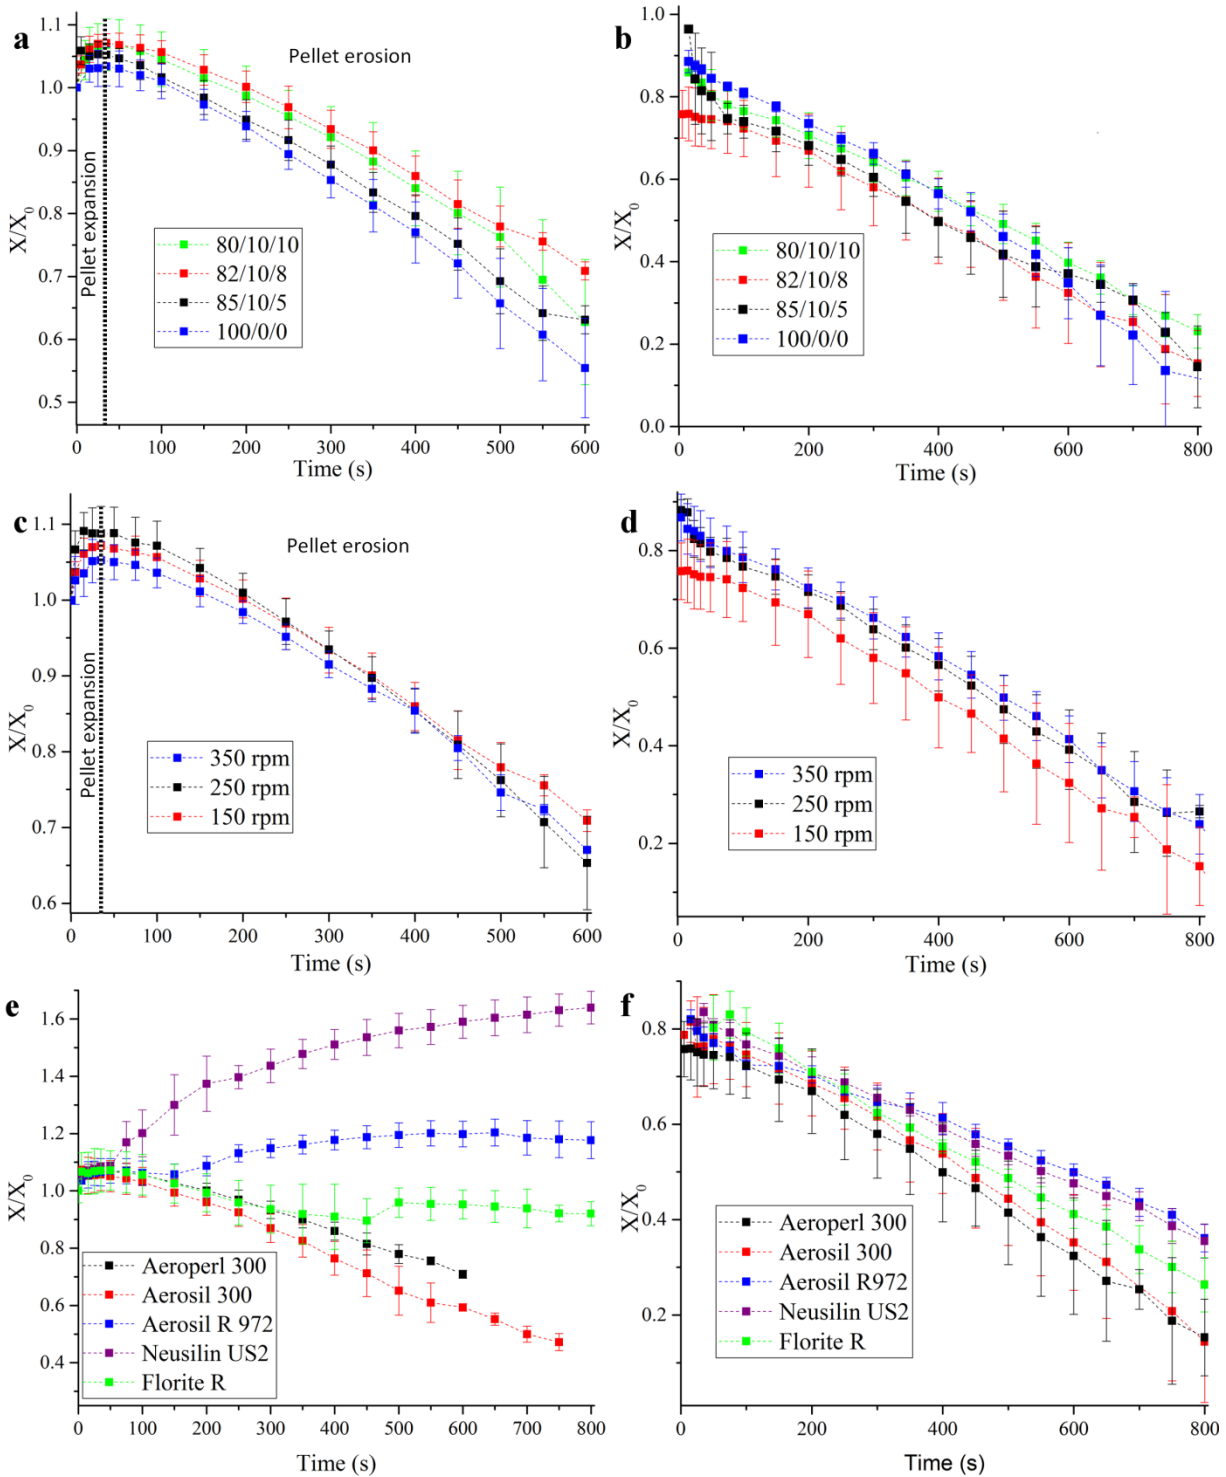 a
1.1
1.0
0.9
0.8
0.7
0.6
0.5
X/X0
Pellet expansion
Pellet erosion
80/10/10
82/10/8
85/10/5
100/0/0
0 100 200 300 400 500 600
Time (s)
b
1.0
0.8
0.6
0.4
0.2
0.0
X/X0
80/10/10
82/10/8
85/10/5
100/0/0
0 200 400 600 800
Time (s)
c
1.1
1.0
0.9
0.8
0.7
0.6
X/X0
Pellet expansion
Pellet erosion
350 rpm
250 rpm
150 rpm
0 100 200 300 400 500 600
Time (s)
d
0.8
0.6
0.4
0.2
X/X0
350 rpm
250 rpm
150 rpm
0 200 400 600 800
Time (s)
e
1.6
1.4
1.2
1.0
0.8
0.6
0.4
X/X0
Aeroperl 300
Aerosil 300
Aerosil R 972
Neusilin US2
Florite R
0 100 200 300 400 500 600 700 800
Time (s)
f
0.8
0.6
0.4
0.2
X/X0
Aeroperl 300
Aerosil 300
Aerosil R972
Neusilin US2
Florite R
0 200 400 600 800
Time (s)